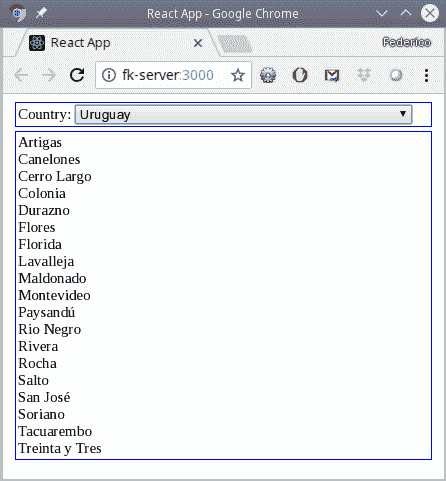 React App - Google Chrome
React App
Federico
fk-server:3000
Country: Uruguay
Artigas
Canelones
Cerro Largo
Colonia
Durazno
Flores
Florida
Lavalleja
Maldonado
Montevideo
Paysandú
Rio Negro
Rivera
Rocha
Salto
San José
Soriano
Tacuarembo
Treinta y Tres